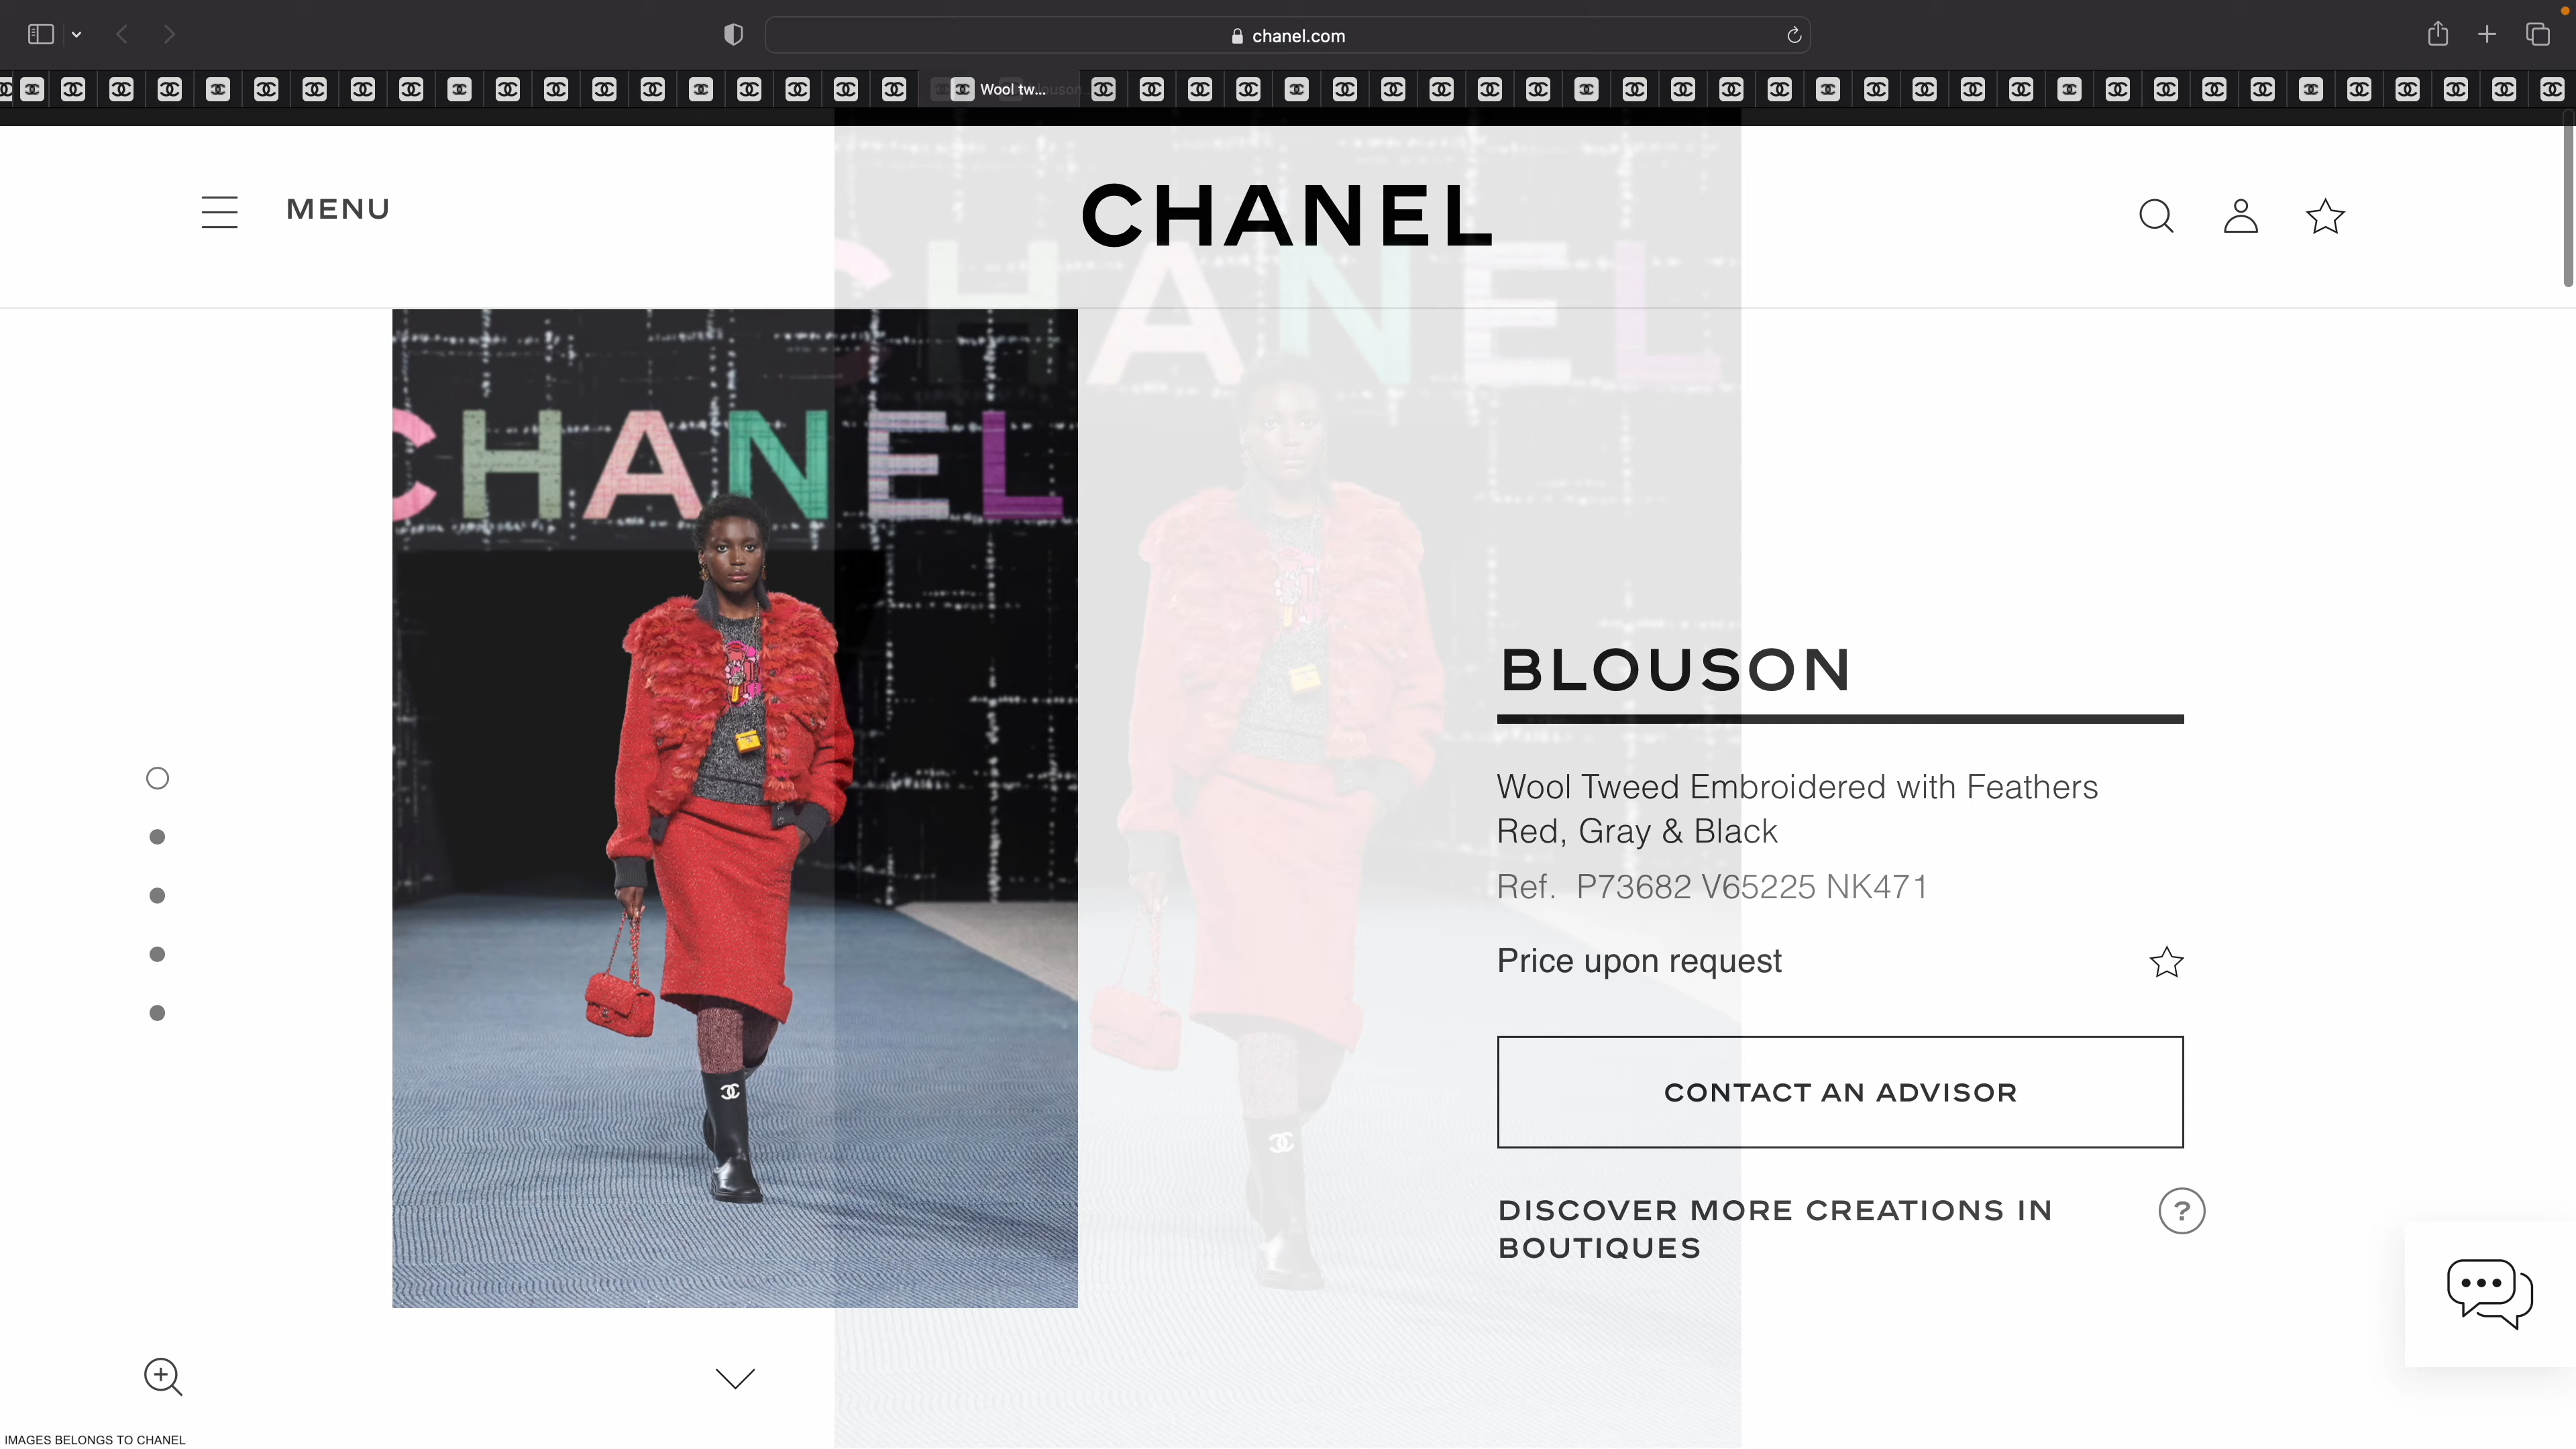 chanel.com
Wool tw...
MENU
CHANEL
CHANEL
CHANEL
BLOUSON
Wool Tweed Embroidered with Feathers
Red, Gray & Black
Ref. P73682 V65225 NK471
Price upon request
CONTACT AN ADVISOR
DISCOVER MORE CREATIONS IN
BOUTIQUES
?
IMAGES BELONGS TO CHANEL